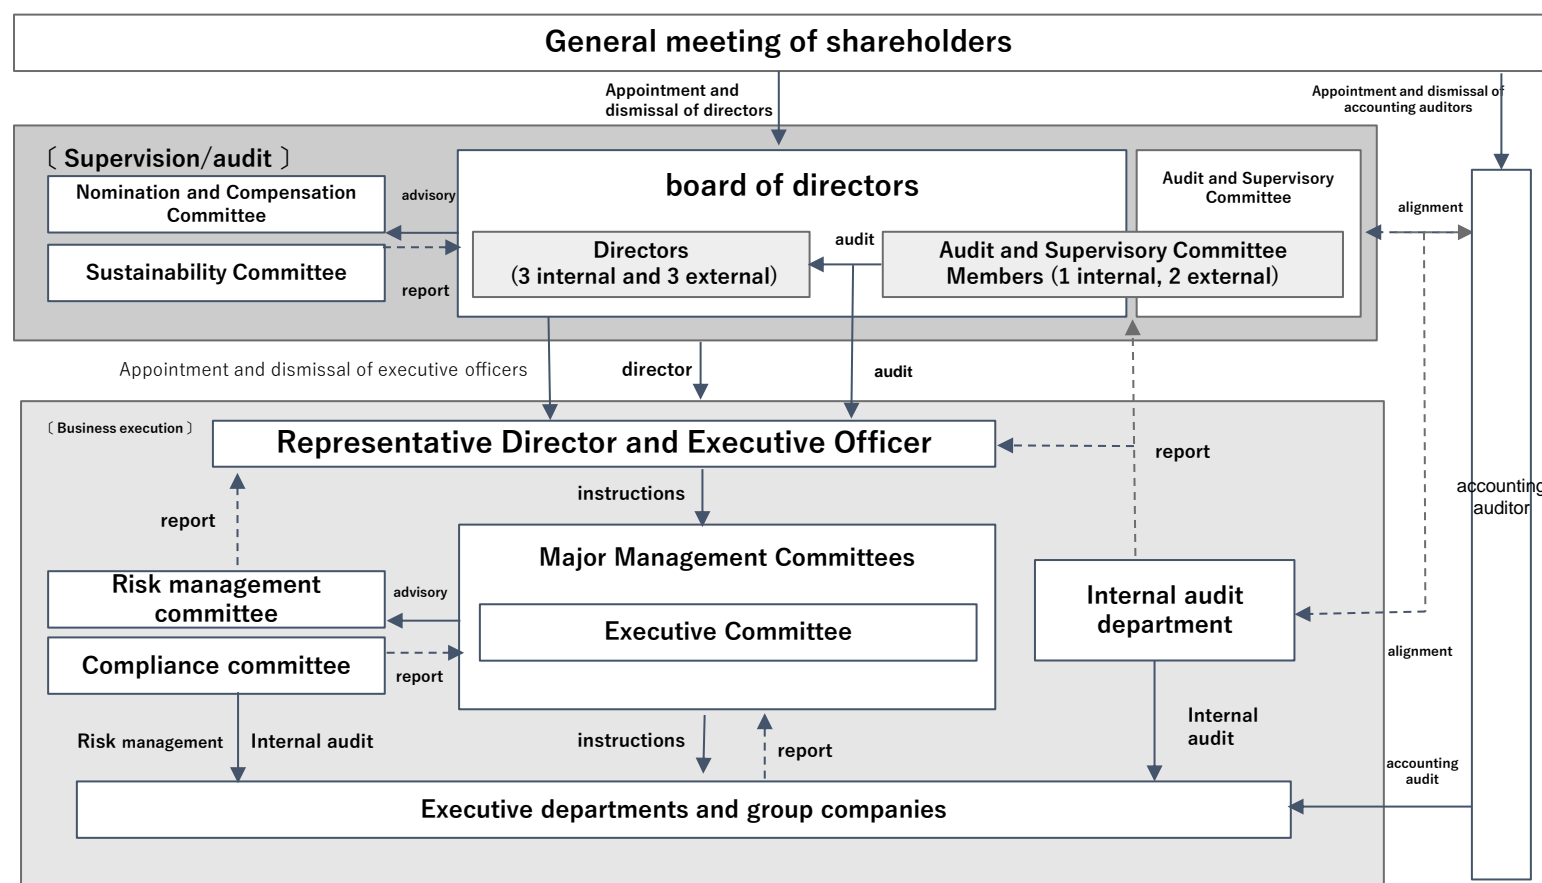 General meeting of shareholders
Appointment and
dismissal of directors
Appointment and dismissal of
accounting auditors
〔 Supervision/audit 〕
Nomination and Compensation
Committee
advisory
board of directors
Audit and Supervisory
Committee
alignment
Sustainability Committee
report
Directors
(3 internal and 3 external)
audit
Audit and Supervisory Committee
Members (1 internal, 2 external)
Appointment and dismissal of executive officers
director
audit
〔 Business execution 〕
Representative Director and Executive Officer
report
instructions
report
accounting
auditor
Major Management Committees
Risk management
committee
advisory
Executive Committee
Internal audit
department
Compliance committee
report
alignment
Risk management
Internal audit
instructions
report
Internal
audit
accounting
audit
Executive departments and group companies